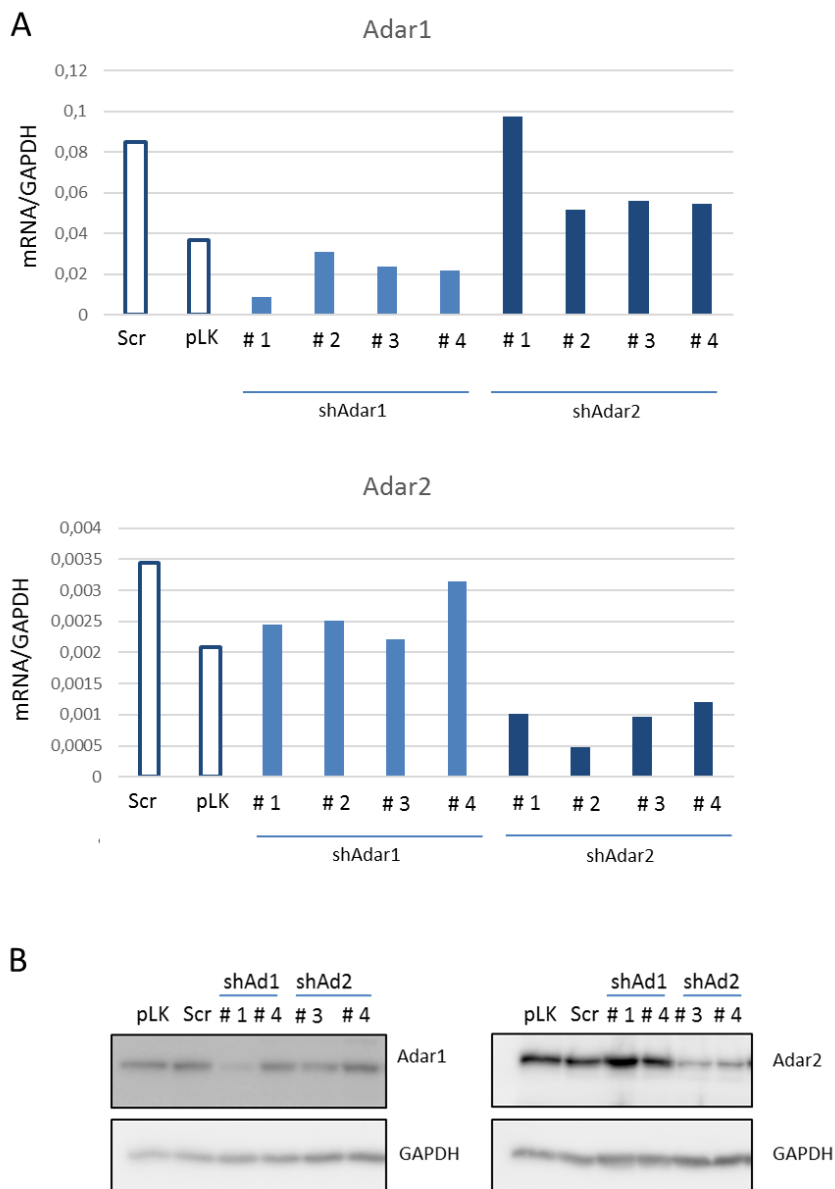 A
Adar1
mRNA/GAPDH
0,12
0,1
0,08
0,06
0,04
0,02
0
Scr pLK # 1 # 2 # 3 # 4 # 1 # 2 # 3 # 4
shAdar1 shAdar2
Adar2
mRNA/GAPDH
0,004
0,0035
0,003
0,0025
0,002
0,0015
0,001
0,0005
0
Scr pLK # 1 # 2 # 3 # 4 # 1 # 2 # 3 # 4
shAdar1 shAdar2
B
shAd1 shAd2
pLK Scr # 1 # 4 # 3 # 4
Adar1
GAPDH
shAd1 shAd2
pLK Scr # 1 # 4 # 3 # 4
Adar2
GAPDH